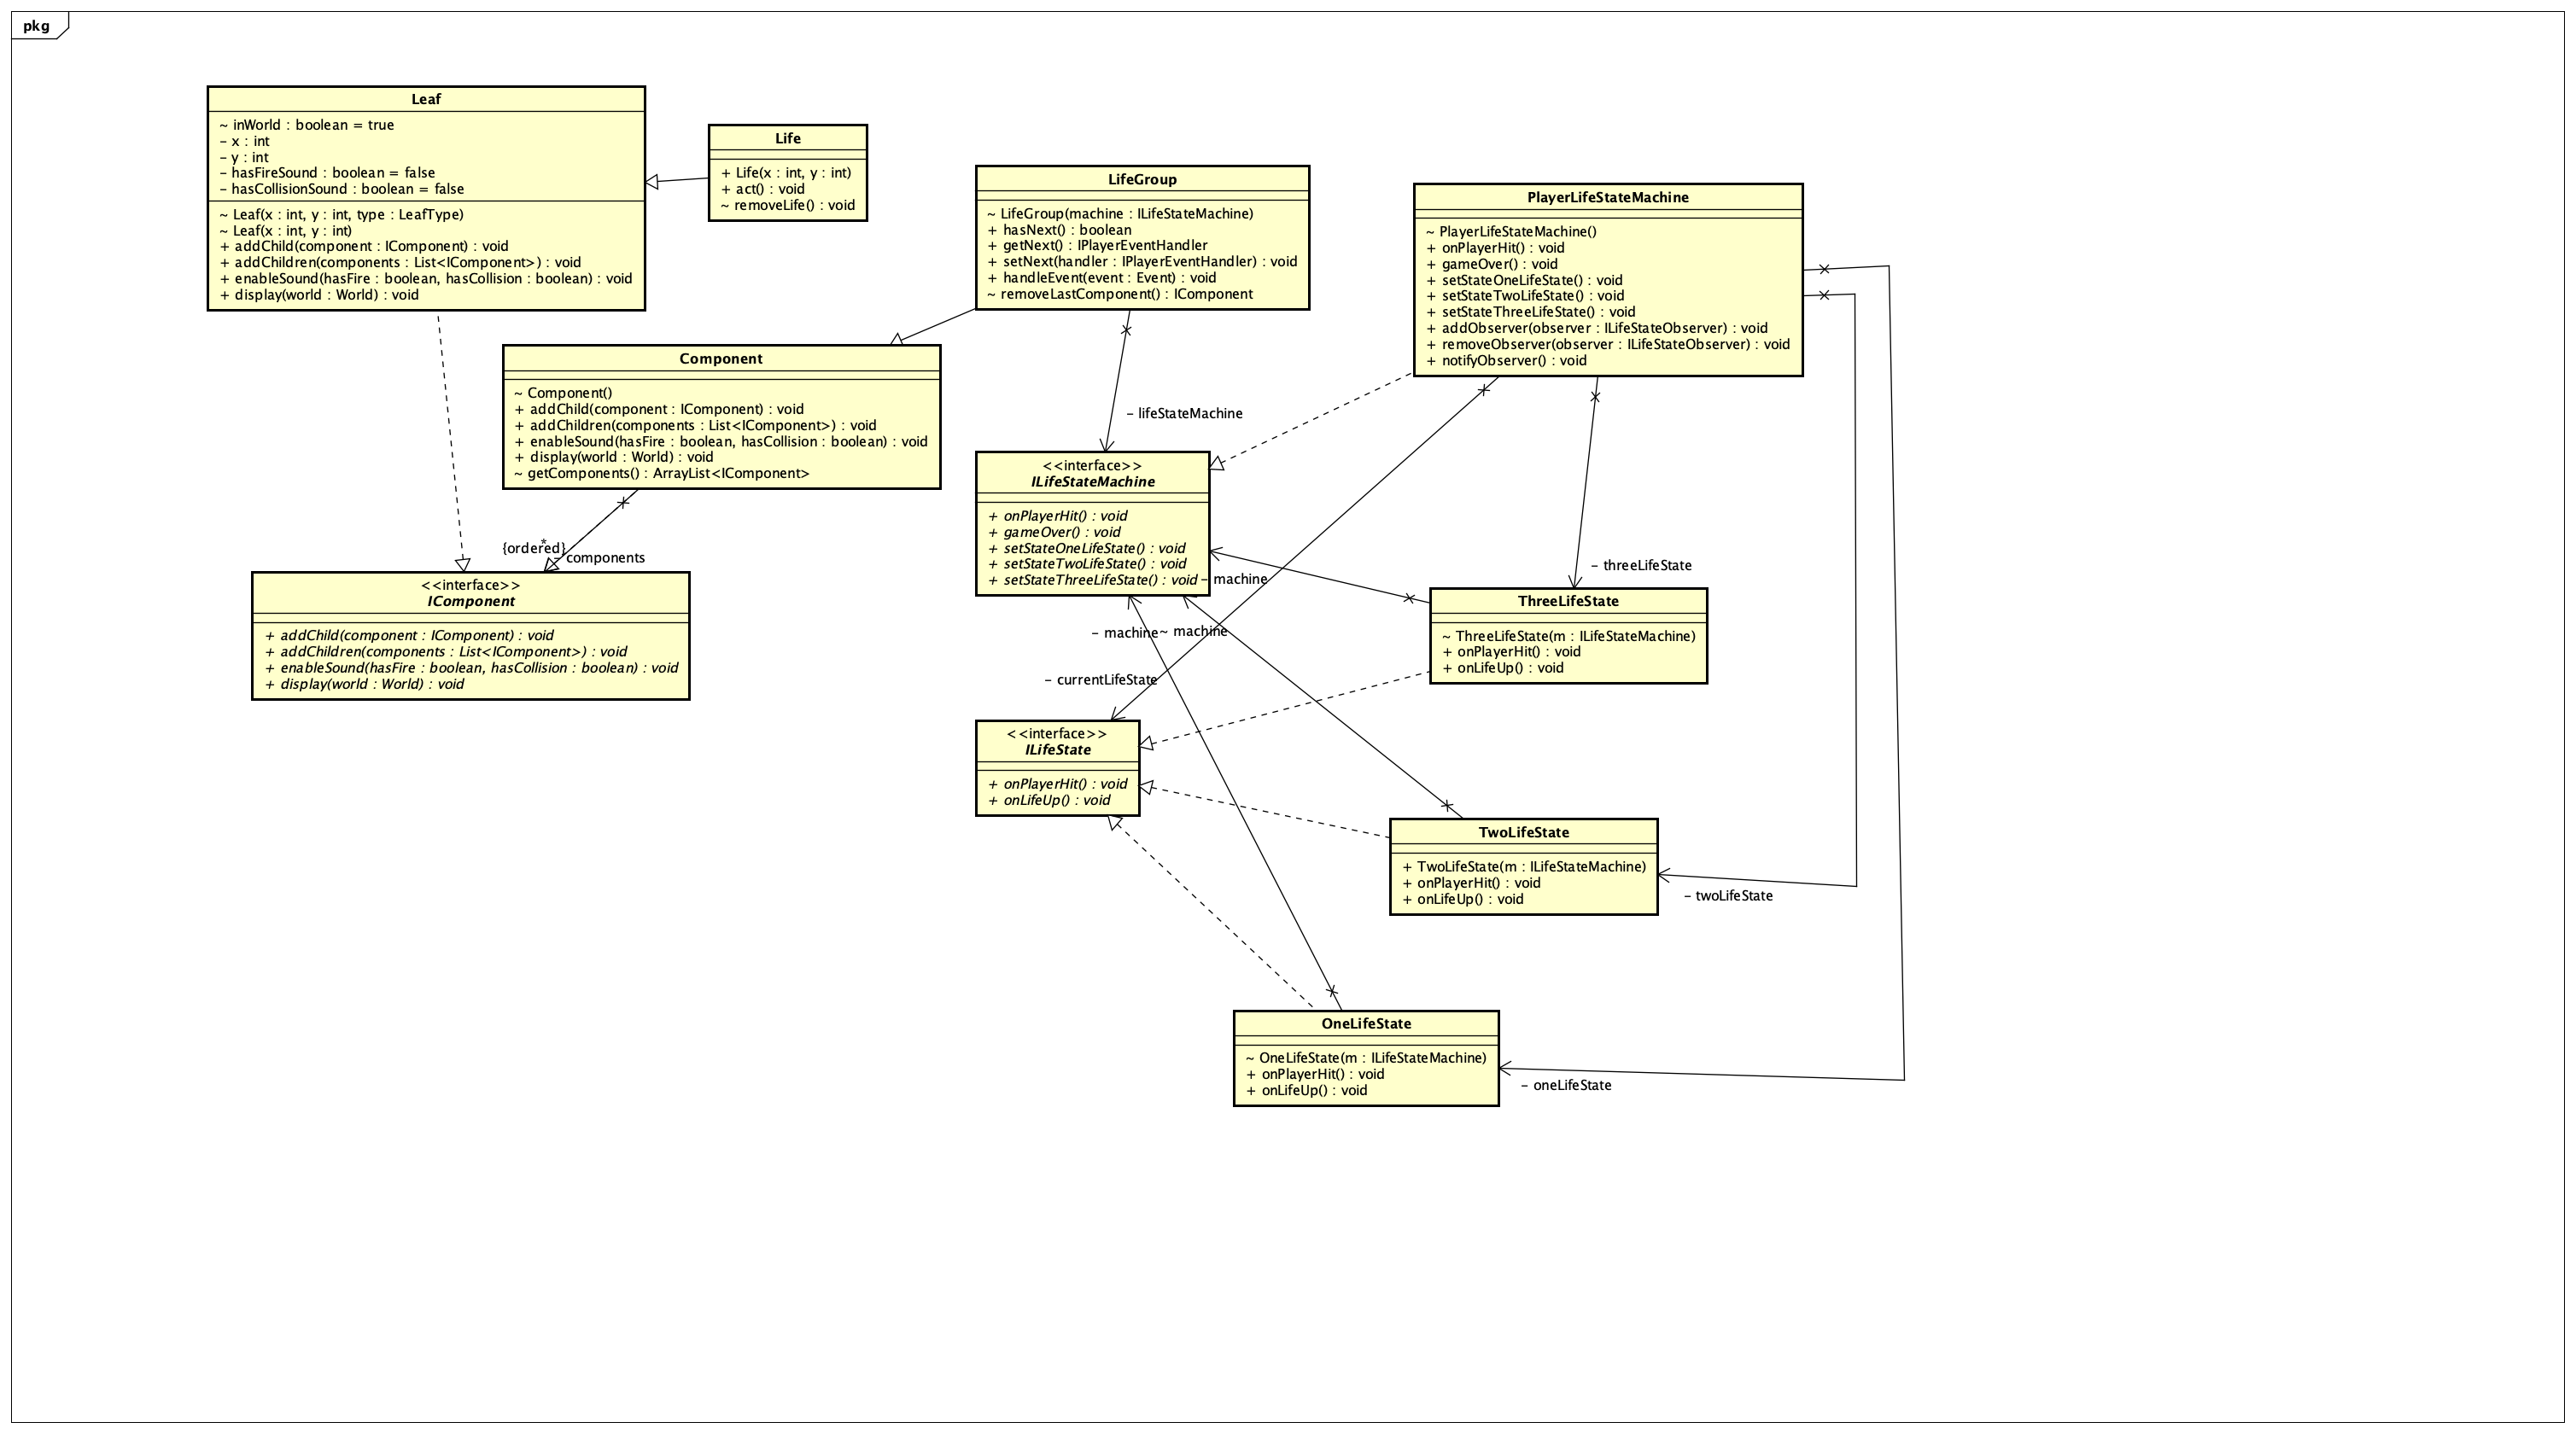 pkg
Leaf
~ inWorld : boolean = true
– x : int
– y : int
– hasFireSound : boolean = false
– hasCollisionSound : boolean = false
~ Leaf(x : int, y : int, type : LeafType)
~ Leaf(x : int, y : int)
+ addChild(component : IComponent) : void
+ addChildren(components : List<IComponent>) : void
+ enableSound(hasFire : boolean, hasCollision : boolean) : void
+ display(world : World) : void
Life
+ Life(x : int, y : int)
+ act() : void
~ removeLife() : void
LifeGroup
~ LifeGroup(machine : ILifeStateMachine)
+ hasNext() : boolean
+ getNext() : IPlayerEventHandler
+ setNext(handler : IPlayerEventHandler) : void
+ handleEvent(event : Event) : void
~ removeLastComponent() : IComponent
PlayerLifeStateMachine
~ PlayerLifeStateMachine()
+ onPlayerHit() : void
+ gameOver() : void
+ setStateOneLifeState() : void
+ setStateTwoLifeState() : void
+ setStateThreeLifeState() : void
+ addObserver(observer : ILifeStateObserver) : void
+ removeObserver(observer : ILifeStateObserver) : void
+ notifyObserver() : void
Component
~ Component()
+ addChild(component : IComponent) : void
+ addChildren(components : List<IComponent>) : void
+ enableSound(hasFire : boolean, hasCollision : boolean) : void
+ display(world : World) : void
~ getComponents() : ArrayList<IComponent>
– lifeStateMachine
<<interface>>
ILifeStateMachine
+ onPlayerHit() : void
+ gameOver() : void
+ setStateOneLifeState() : void
+ setStateTwoLifeState() : void
+ setStateThreeLifeState() : void
– machine
*
{ordered}
– components
<<interface>>
IComponent
+ addChild(component : IComponent) : void
+ addChildren(components : List<IComponent>) : void
+ enableSound(hasFire : boolean, hasCollision : boolean) : void
+ display(world : World) : void
– threeLifeState
ThreeLifeState
~ ThreeLifeState(m : ILifeStateMachine)
+ onPlayerHit() : void
+ onLifeUp() : void
– machine
~ machine
– currentLifeState
<<interface>>
ILifeState
+ onPlayerHit() : void
+ onLifeUp() : void
TwoLifeState
+ TwoLifeState(m : ILifeStateMachine)
+ onPlayerHit() : void
+ onLifeUp() : void
– twoLifeState
OneLifeState
~ OneLifeState(m : ILifeStateMachine)
+ onPlayerHit() : void
+ onLifeUp() : void
– oneLifeState